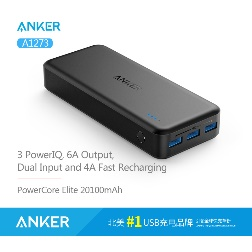 ANKER
A1273
ANKER
3 PowerIQ, 6A Output,
Dual Input and 4A Fast Recharging
PowerCore Elite 20100mAh
ANKER 北美#1USB充电品牌